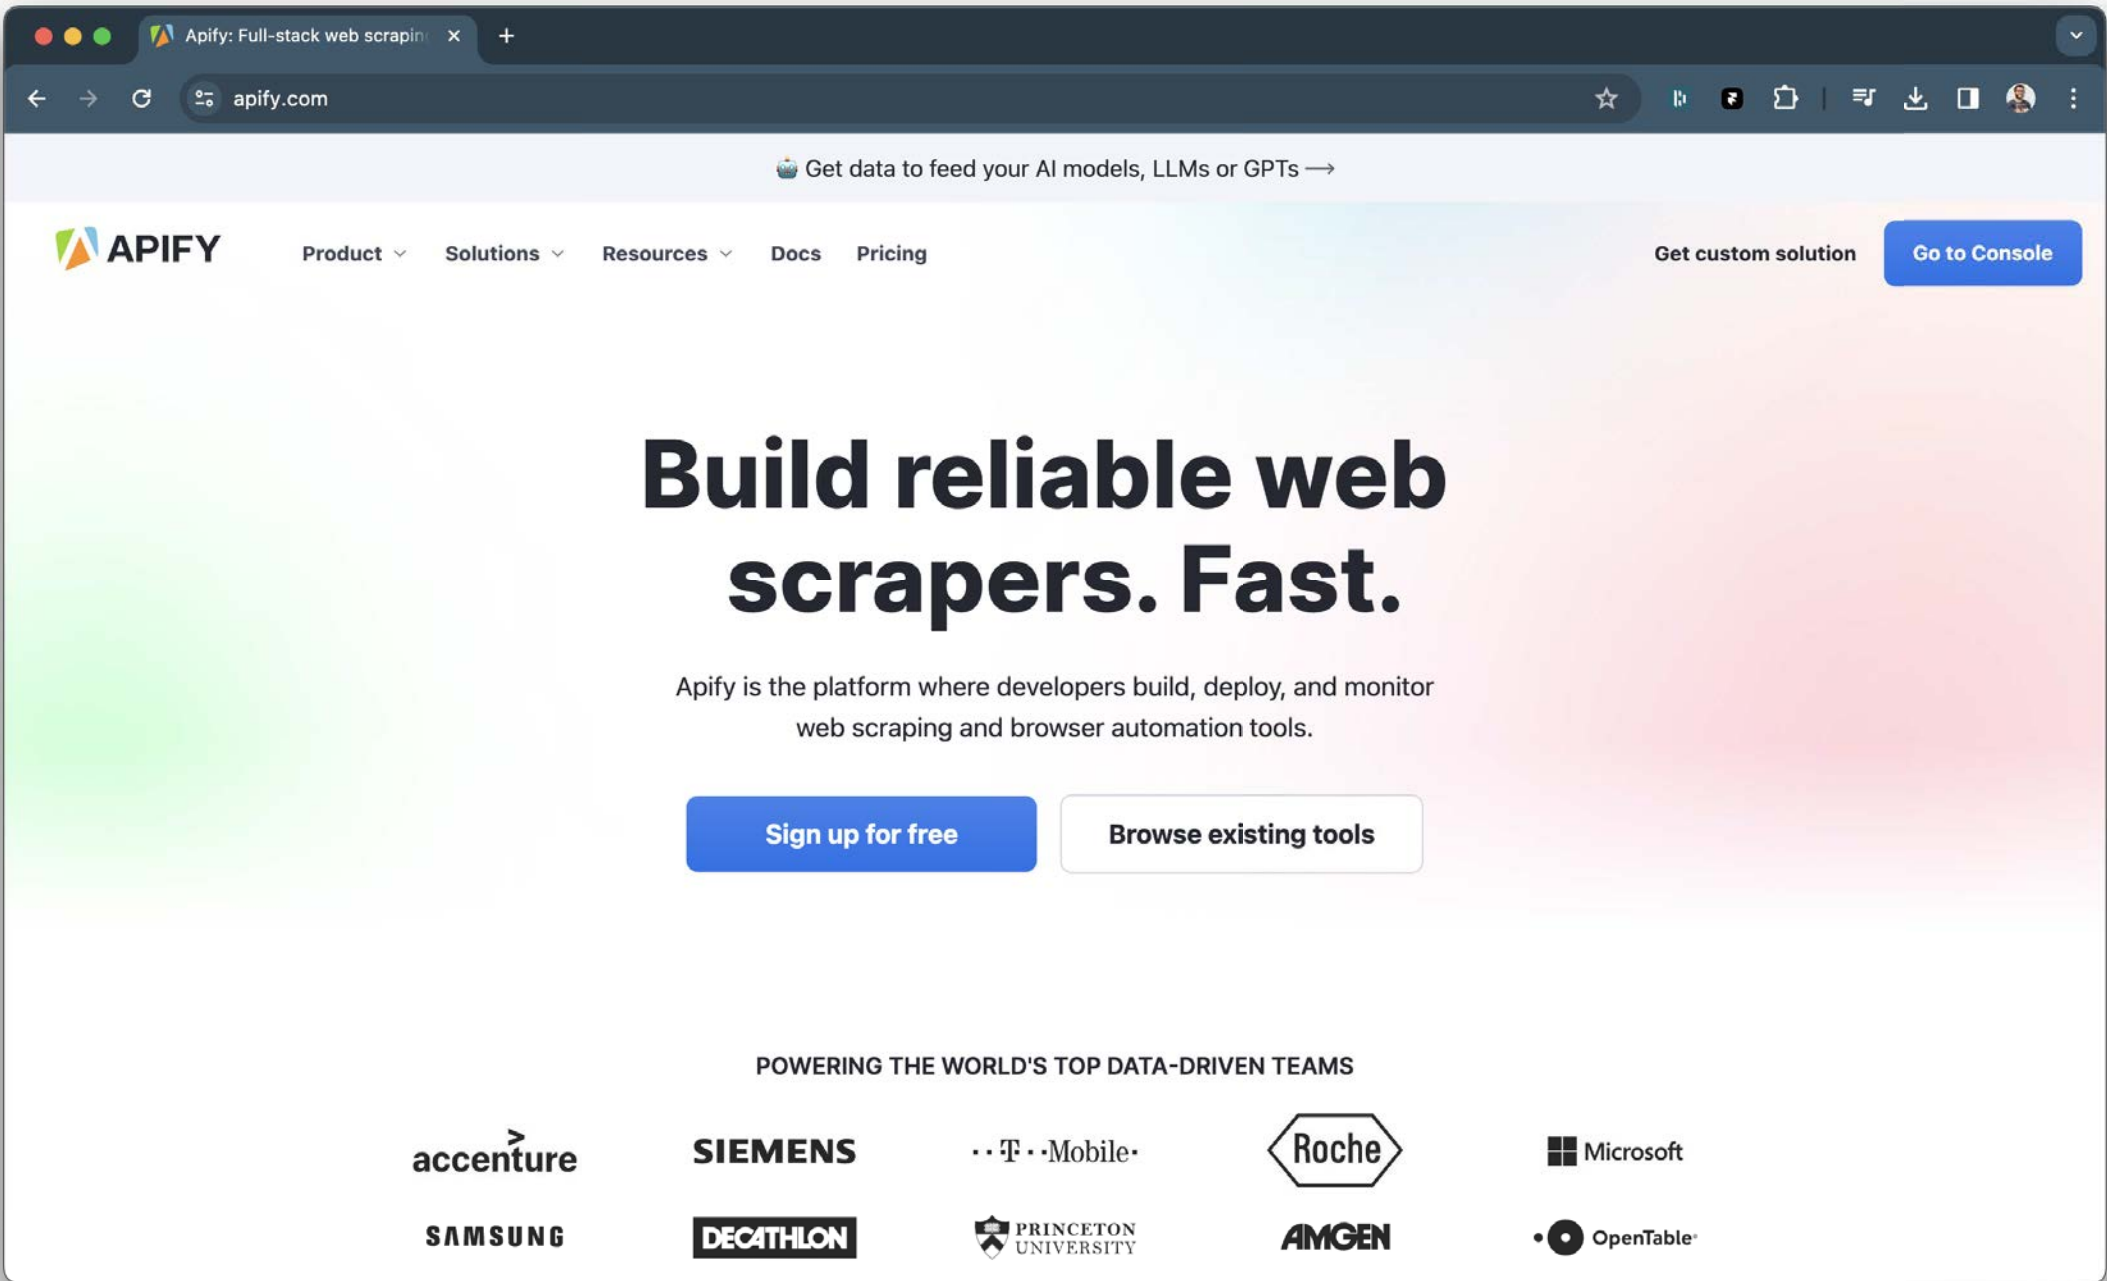 Apify: Full-stack web scrapin
apify.com
Get data to feed your AI models, LLMs or GPTs →
APIFY
Product
Solutions
Resources
Docs
Pricing
Get custom solution
Go to Console
Build reliable web
scrapers. Fast.
Apify is the platform where developers build, deploy, and monitor
web scraping and browser automation tools.
Sign up for free
Browse existing tools
POWERING THE WORLD'S TOP DATA-DRIVEN TEAMS
accenture
SIEMENS
··T··Mobile·
Roche
Microsoft
SAMSUNG
DECATHLON
PRINCETON
UNIVERSITY
AMGEN
OpenTable